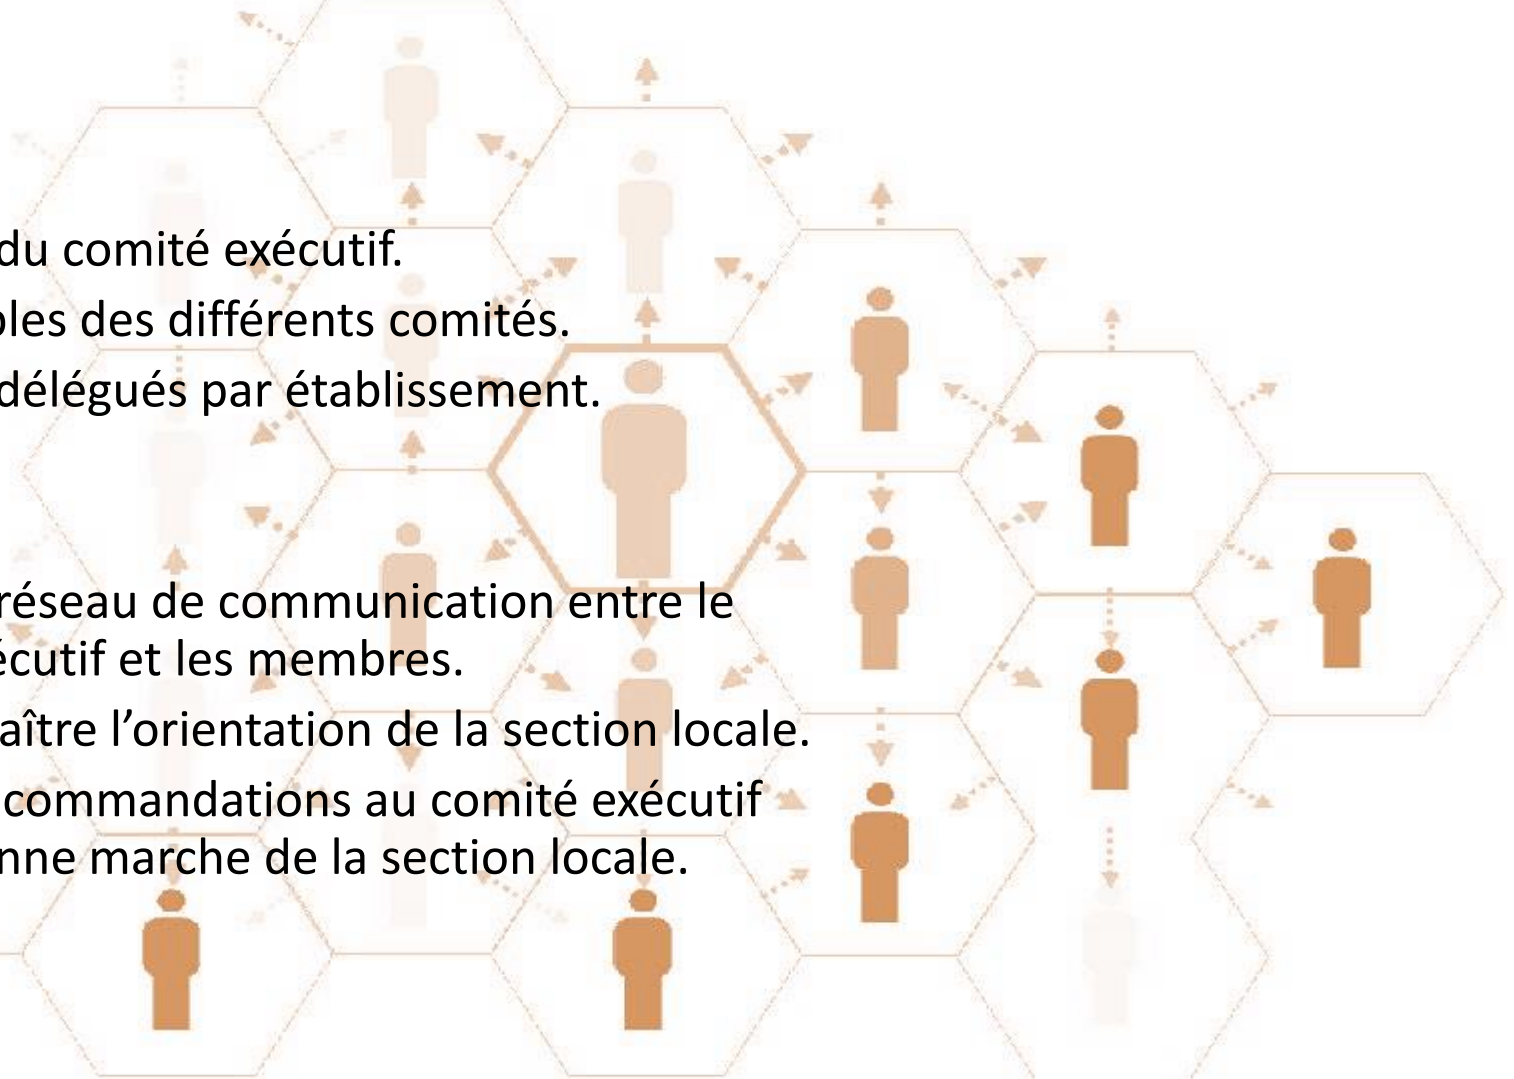 du comité exécutif.
les des différents comités.
délégués par établissement.
réseau de communication entre le
écutif et les membres.
aître l’orientation de la section locale.
commandations au comité exécutif
nne marche de la section locale.